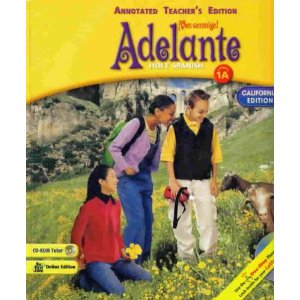 ANNOTATED TEACHER'S EDITION
¡Ven conmigo!
Adelante
HOLT SPANISH
1A
CALIFORNIA
EDITION
CD-ROM Tutor
Online Edition